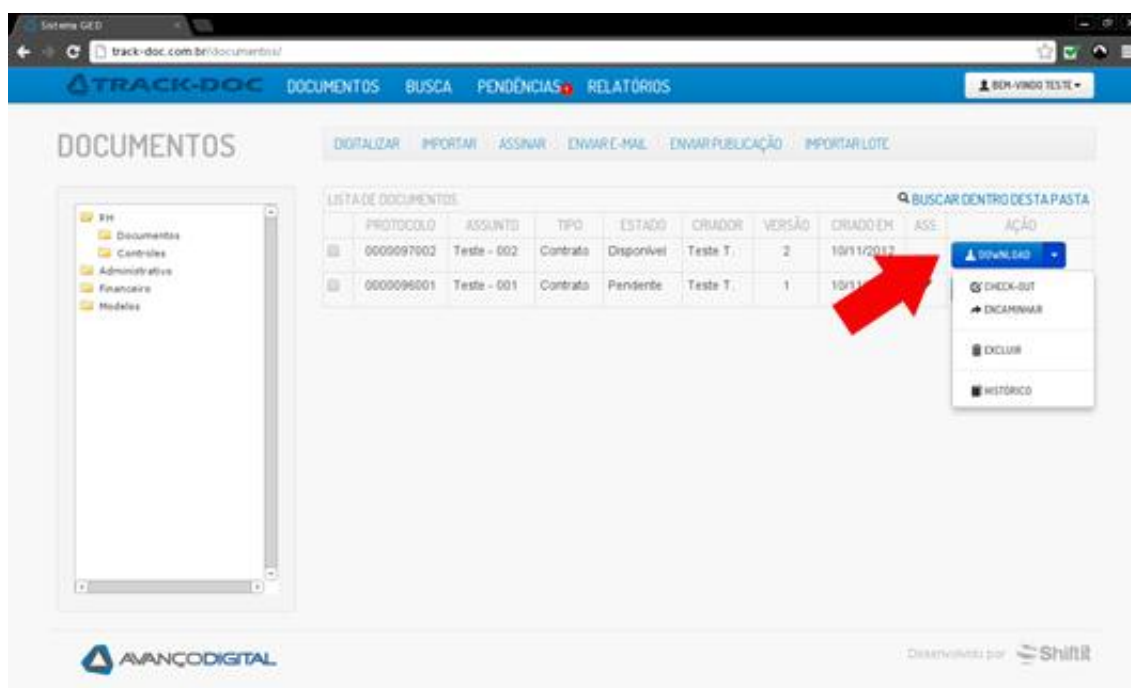 Sistema GED
track-doc.com.br/documentos/
TRACK-DOC DOCUMENTOS BUSCA PENDÊNCIAS RELATÓRIOS BEM-VINDO TESTE
DOCUMENTOS
DIGITALIZAR IMPORTAR ASSINAR ENVIAR E-MAIL ENVIAR PUBLICAÇÃO IMPORTAR LOTE
RH
Documentos
Controles
Administrativo
Financeiro
Modelos
LISTA DE DOCUMENTOS BUSCAR DENTRO DESTA PASTA
PROTOCOLO ASSUNTO TIPO ESTADO CRIADOR VERSÃO CRIADO EM ASS. AÇÃO
0000097002 Teste - 002 Contrato Disponível Teste T. 2 10/11/2012 DOWNLOAD
0000096001 Teste - 001 Contrato Pendente Teste T. 1
CHECK-OUT
ENCAMINHAR
EXCLUIR
HISTÓRICO
AVANÇODIGITAL
Desenvolvido por Shiftit